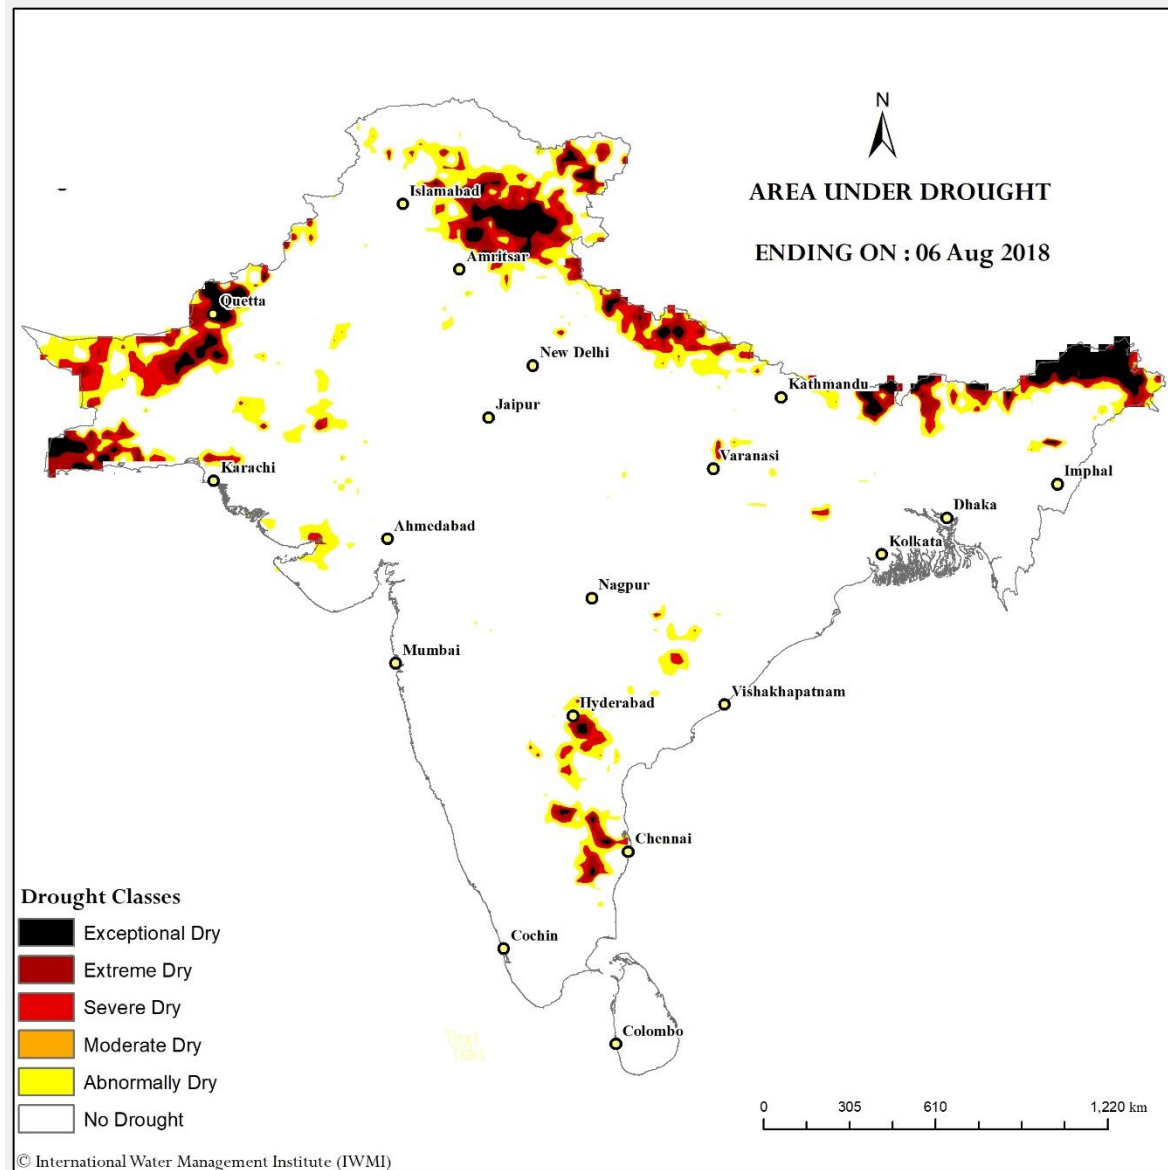 N
AREA UNDER DROUGHT
ENDING ON : 06 Aug 2018
Islamabad
Amritsar
Quetta
New Delhi
Kathmandu
Jaipur
Varanasi
Karachi
Imphal
Dhaka
Ahmedabad
Kolkata
Nagpur
Mumbai
Vishakhapatnam
Hyderabad
Chennai
Cochin
Colombo
Text
Text
Drought Classes
Exceptional Dry
Extreme Dry
Severe Dry
Moderate Dry
Abnormally Dry
No Drought
0 305 610 1,220 km
© International Water Management Institute (IWMI)